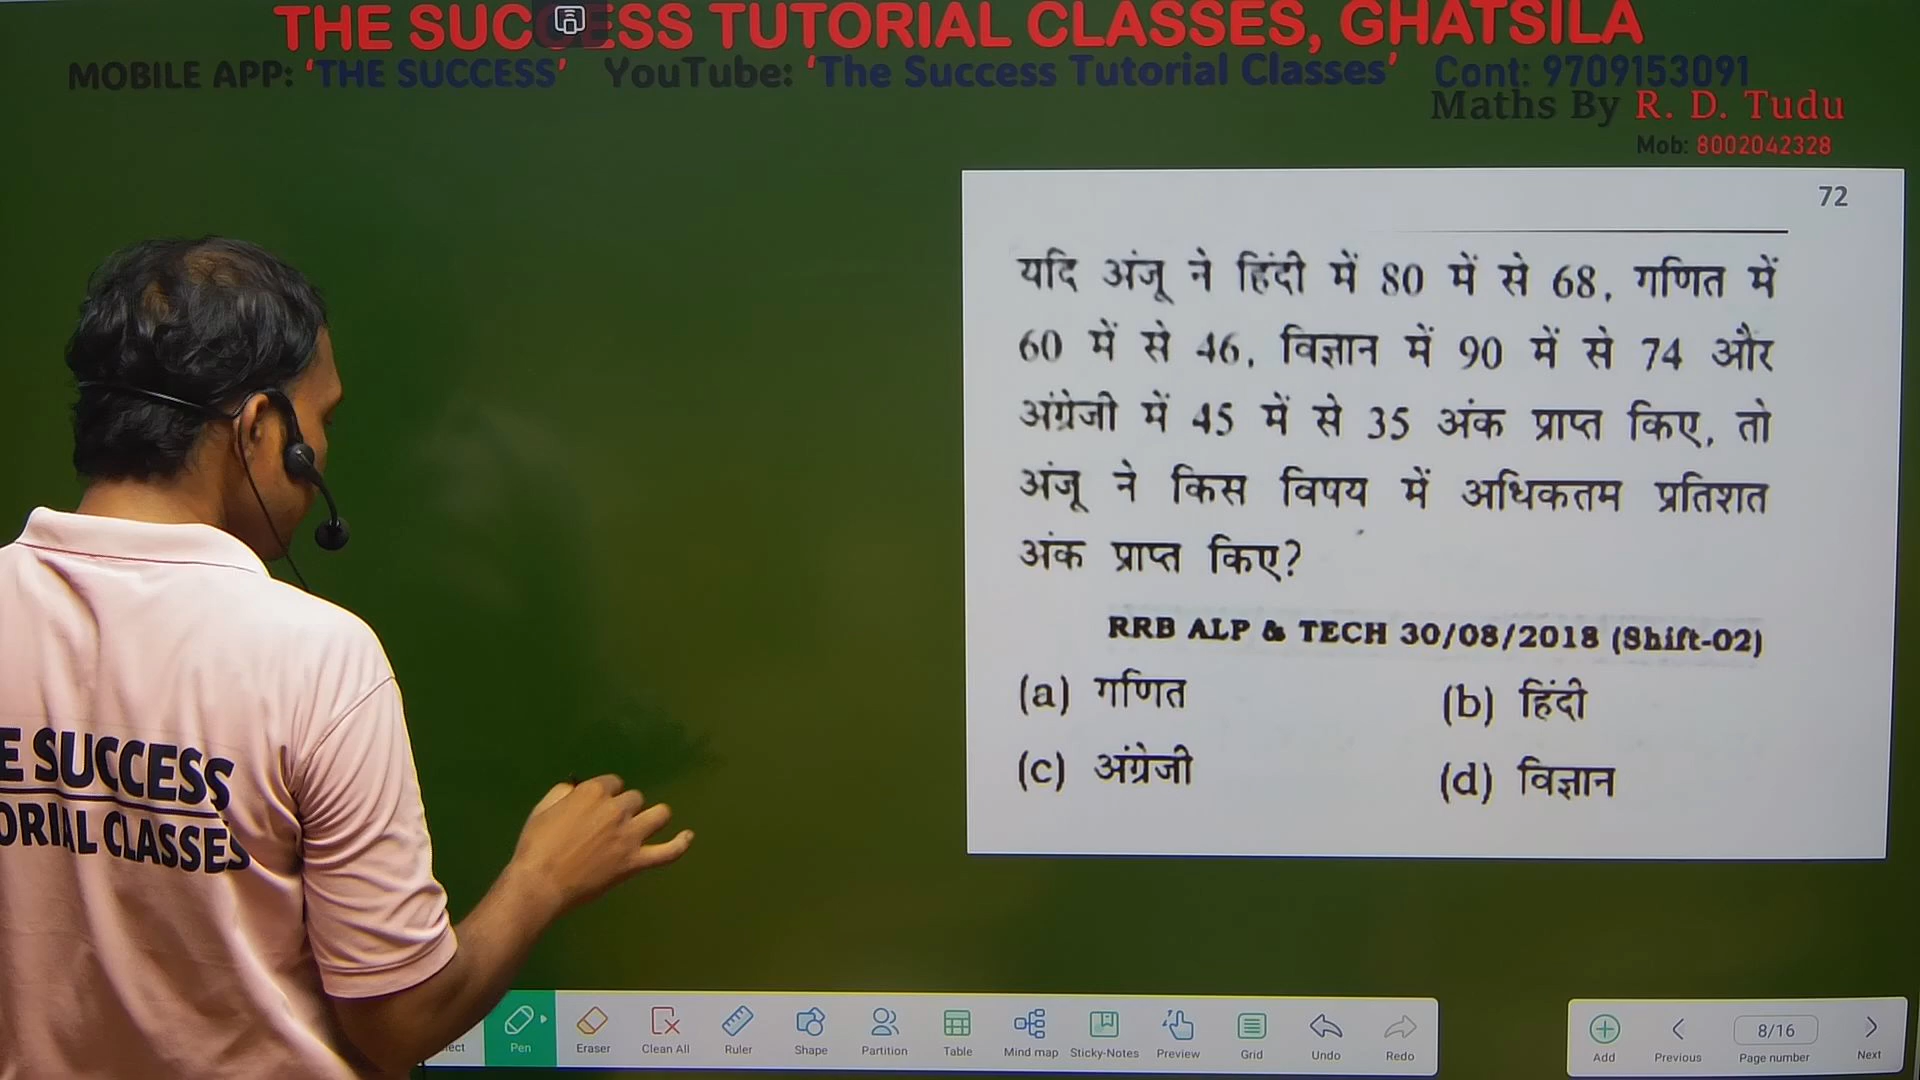 THE SUCCESS TUTORIAL CLASSES, GHATSILA
MOBILE APP: 'THE SUCCESS' YouTube: 'The Success Tutorial Classes' Cont: 9709153091
Maths By R. D. Tudu
Mob: 8002042328
72
यदि अंजू ने हिंदी में 80 में से 68, गणित में
60 में से 46, विज्ञान में 90 में से 74 और
अंग्रेजी में 45 में से 35 अंक प्राप्त किए, तो
अंजू ने किस विषय में अधिकतम प्रतिशत
अंक प्राप्त किए?
RRB ALP & TECH 30/08/2018 (Shift-02)
(a) गणित (b) हिंदी
(c) अंग्रेजी (d) विज्ञान
E SUCCESS
ORIAL CLASSES
ect Pen Eraser Clean All Ruler Shape Partition Table Mind map Sticky-Notes Preview Grid Undo Redo
Add Previous 8/16 Page number Next